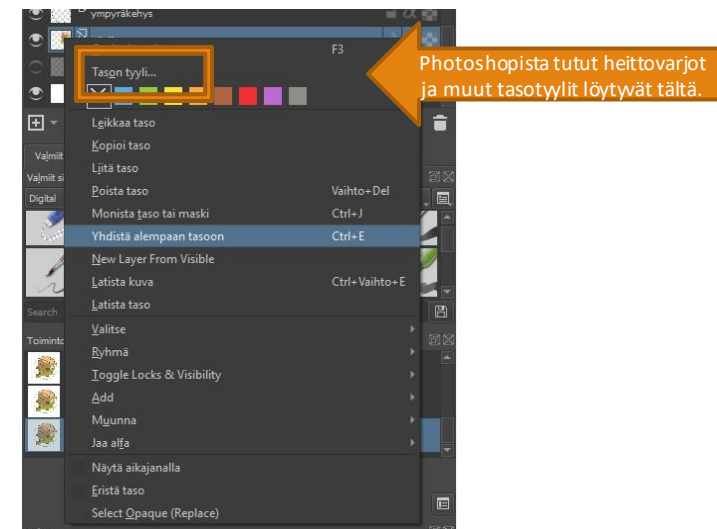 ympyräkehys
F3
Tason tyyli...
Photoshopista tutut heittovarjot
ja muut tasotyylit löytyvät tältä.
Leikkaa taso
Kopioi taso
Valmiit
Liitä taso
Valmiit si
Poista taso Vaihto+Del
Digital
Monista taso tai maski Ctrl+J
Yhdistä alempaan tasoon Ctrl+E
New Layer From Visible
Latista kuva Ctrl+Vaihto+E
Latista taso
Search
Valitse
Toiminto
Ryhmä
Toggle Locks & Visibility
Add
Muunna
Jaa alfa
Näytä aikajanalla
Eristä taso
Select Opaque (Replace)